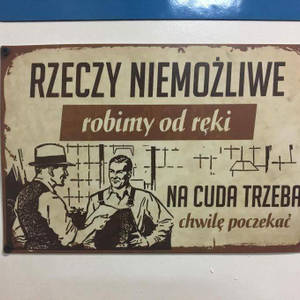 RZECZY NIEMOŻLIWE
robimy od ręki
NA CUDA TRZEBA
chwilę poczekać